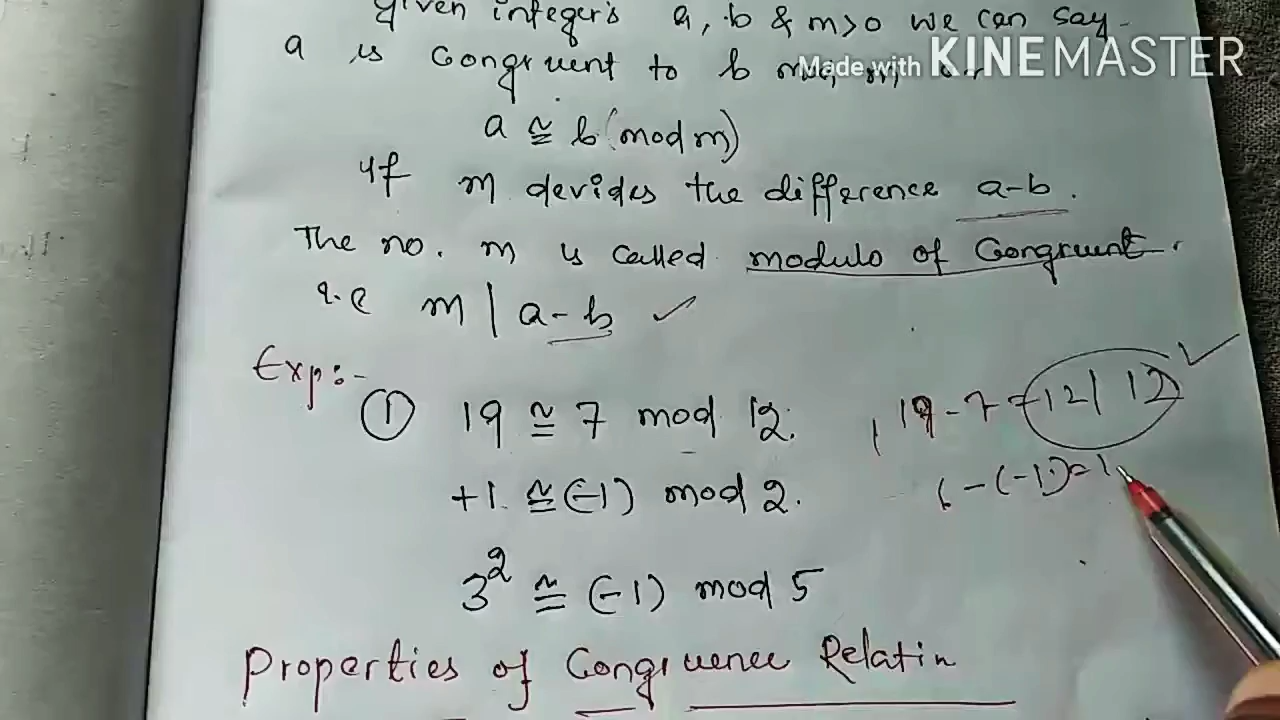 given integers a, b & m>0 we can say-
a is Congruent to b
Made with KINEMASTER
a ≅ b (mod m)
If m devides the difference a-b.
The no. m is called modulo of Congruent.
i.e m | a-b ✓
Exp:-
① 19 ≅ 7 mod 12. , 19-7=12 | 12 ✓
+1 ≅ (-1) mod 2. 1-(-1)=1
3² ≅ (-1) mod 5
Properties of Congruence Relatin